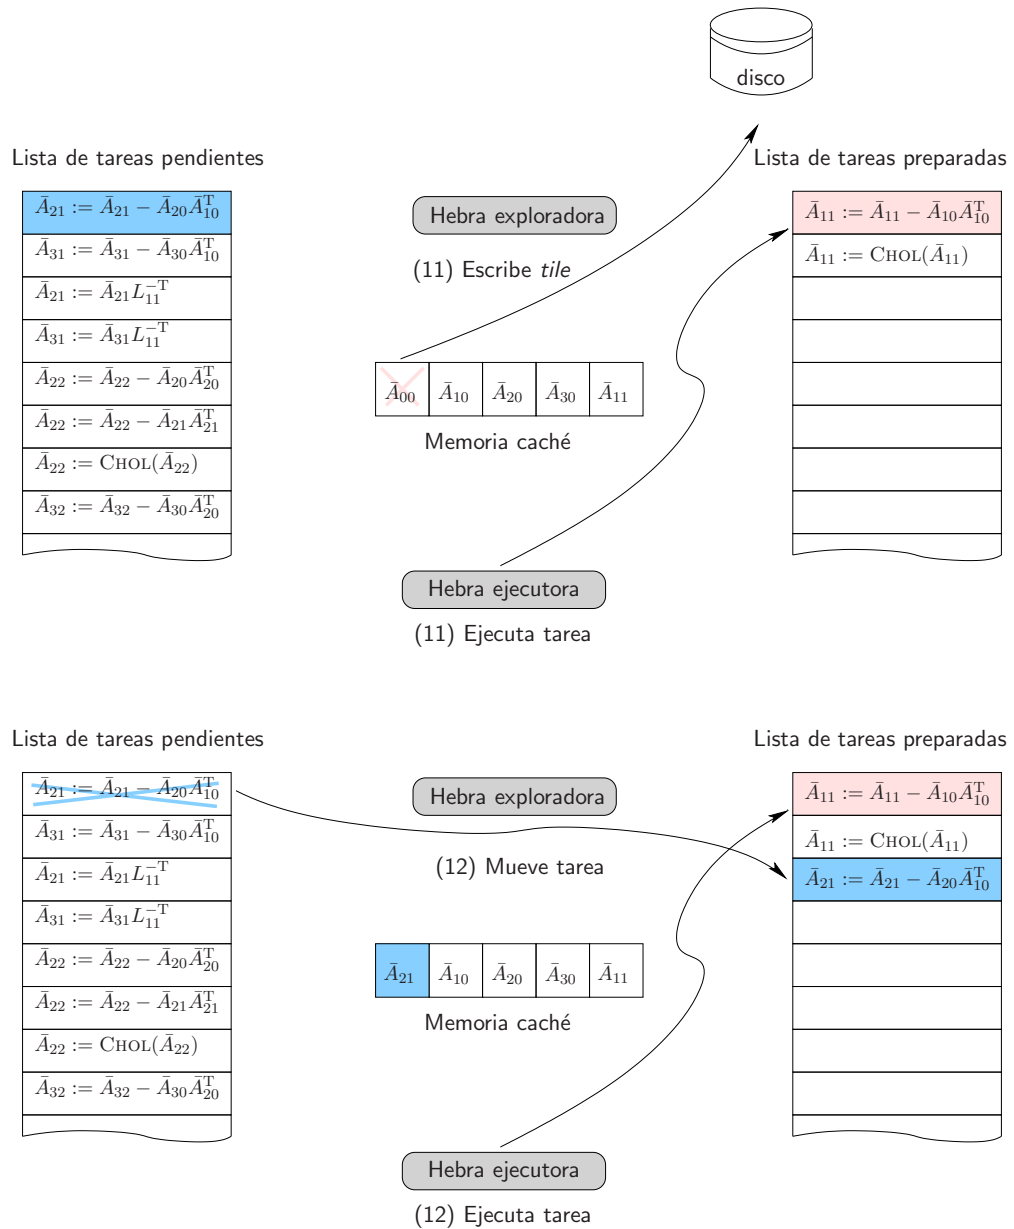 disco
Lista de tareas pendientes
Lista de tareas preparadas
Ā₂₁ := Ā₂₁ − Ā₂₀Ā₁₀ᵀ
Ā₃₁ := Ā₃₁ − Ā₃₀Ā₁₀ᵀ
Ā₂₁ := Ā₂₁L₁₁⁻ᵀ
Ā₃₁ := Ā₃₁L₁₁⁻ᵀ
Ā₂₂ := Ā₂₂ − Ā₂₀Ā₂₀ᵀ
Ā₂₂ := Ā₂₂ − Ā₂₁Ā₂₁ᵀ
Ā₂₂ := CHOL(Ā₂₂)
Ā₃₂ := Ā₃₂ − Ā₃₀Ā₂₀ᵀ
Hebra exploradora
(11) Escribe tile
Ā₀₀ Ā₁₀ Ā₂₀ Ā₃₀ Ā₁₁
Memoria caché
Hebra ejecutora
(11) Ejecuta tarea
Ā₁₁ := Ā₁₁ − Ā₁₀Ā₁₀ᵀ
Ā₁₁ := CHOL(Ā₁₁)
Lista de tareas pendientes
Lista de tareas preparadas
Ā₂₁ := Ā₂₁ − Ā₂₀Ā₁₀ᵀ
Ā₃₁ := Ā₃₁ − Ā₃₀Ā₁₀ᵀ
Ā₂₁ := Ā₂₁L₁₁⁻ᵀ
Ā₃₁ := Ā₃₁L₁₁⁻ᵀ
Ā₂₂ := Ā₂₂ − Ā₂₀Ā₂₀ᵀ
Ā₂₂ := Ā₂₂ − Ā₂₁Ā₂₁ᵀ
Ā₂₂ := CHOL(Ā₂₂)
Ā₃₂ := Ā₃₂ − Ā₃₀Ā₂₀ᵀ
Hebra exploradora
(12) Mueve tarea
Ā₂₁ Ā₁₀ Ā₂₀ Ā₃₀ Ā₁₁
Memoria caché
Hebra ejecutora
(12) Ejecuta tarea
Ā₁₁ := Ā₁₁ − Ā₁₀Ā₁₀ᵀ
Ā₁₁ := CHOL(Ā₁₁)
Ā₂₁ := Ā₂₁ − Ā₂₀Ā₁₀ᵀ